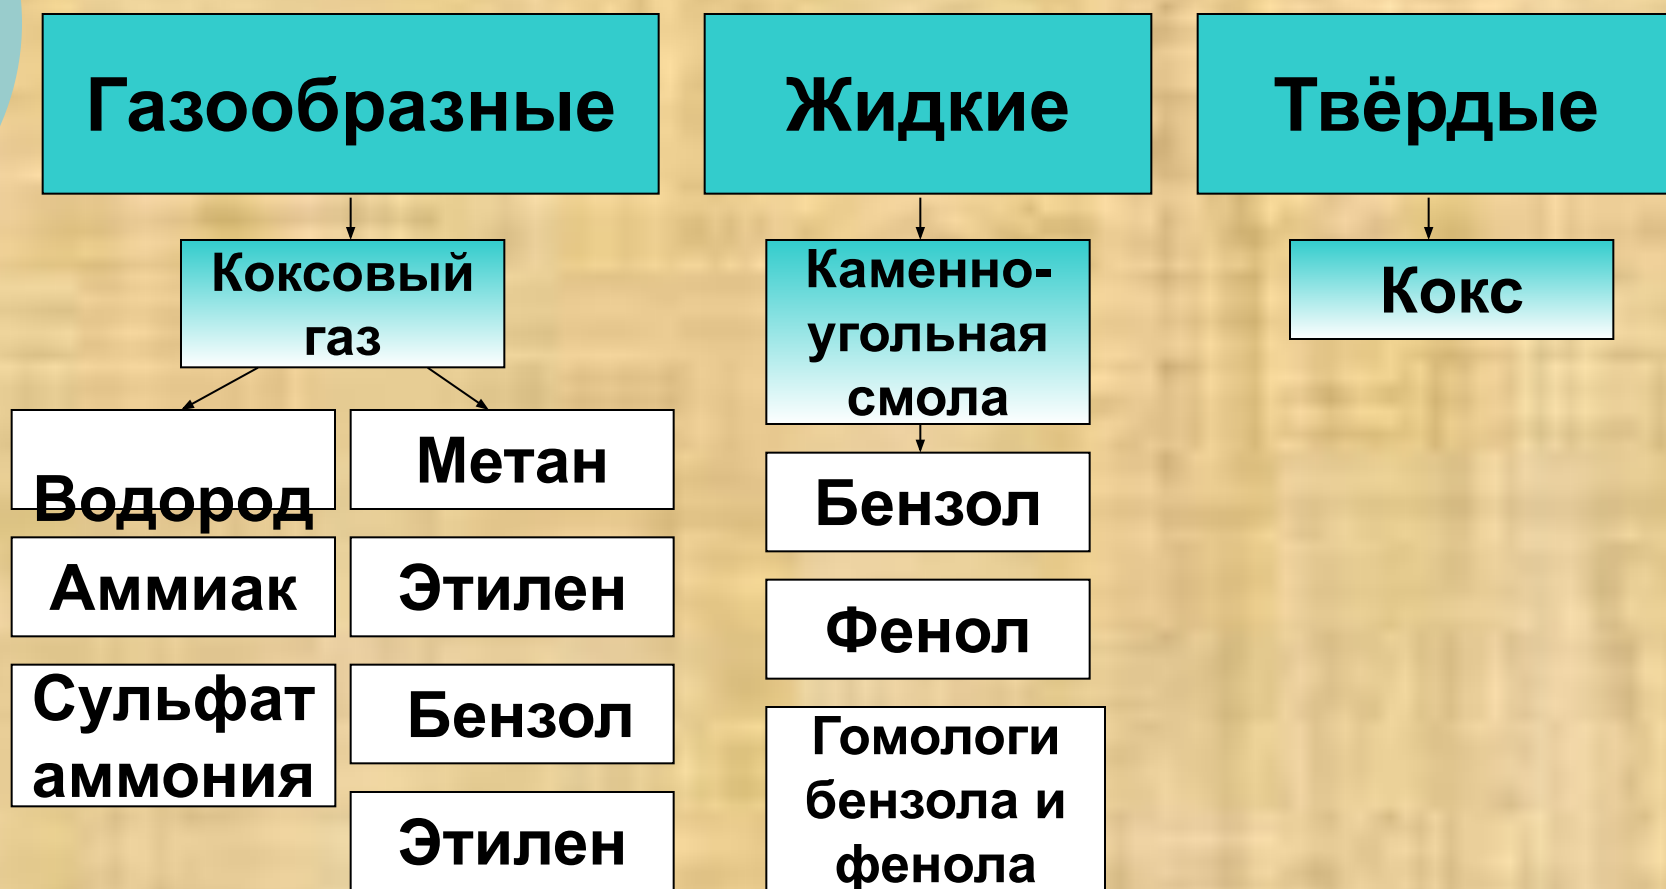 Газообразные
Жидкие
Твёрдые
Коксовый
газ
Каменно-
угольная
смола
Кокс
Водород
Метан
Аммиак
Этилен
Сульфат
аммония
Бензол
Этилен
Бензол
Фенол
Гомологи
бензола и
фенола